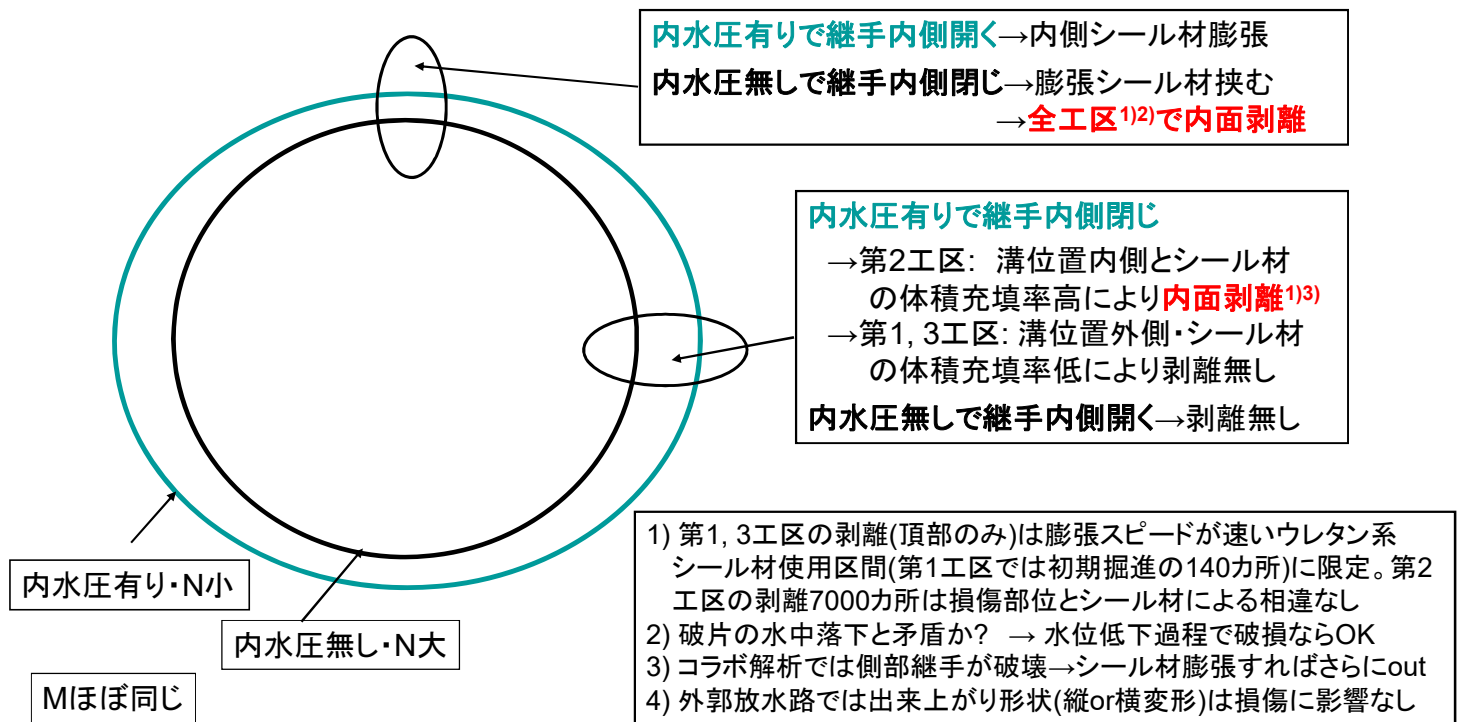 内水圧有りで継手内側開く→内側シール材膨張
内水圧無しで継手内側閉じ→膨張シール材挟む
→全工区1)2)で内面剥離
内水圧有りで継手内側閉じ
→第2工区: 溝位置内側とシール材
の体積充填率高により内面剥離1)3)
→第1, 3工区: 溝位置外側・シール材
の体積充填率低により剥離無し
内水圧無しで継手内側開く→剥離無し
内水圧有り・N小
内水圧無し・N大
Mほぼ同じ
1) 第1, 3工区の剥離(頂部のみ)は膨張スピードが速いウレタン系
シール材使用区間(第1工区では初期掘進の140カ所)に限定。第2
工区の剥離7000カ所は損傷部位とシール材による相違なし
2) 破片の水中落下と矛盾か? → 水位低下過程で破損ならOK
3) コラボ解析では側部継手が破壊→シール材膨張すればさらにout
4) 外郭放水路では出来上がり形状(縦or横変形)は損傷に影響なし